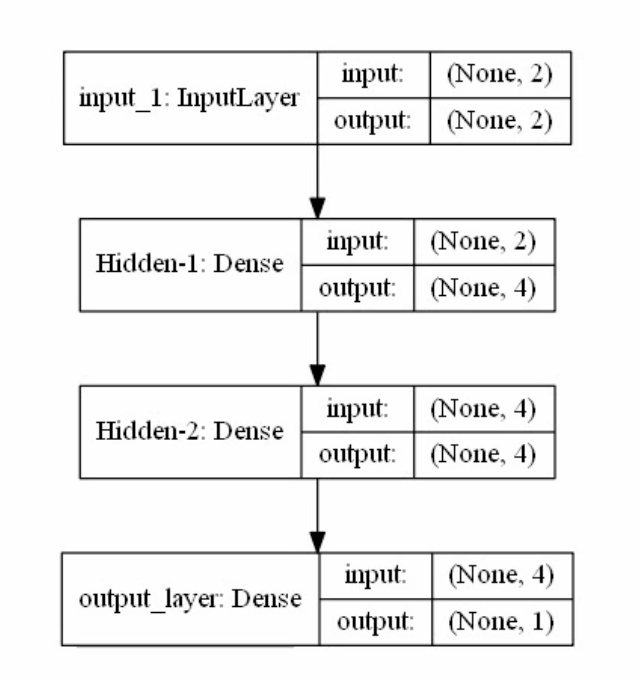 input_1: InputLayer
input:
(None, 2)
output:
(None, 2)
Hidden-1: Dense
input:
(None, 2)
output:
(None, 4)
Hidden-2: Dense
input:
(None, 4)
output:
(None, 4)
output_layer: Dense
input:
(None, 4)
output:
(None, 1)